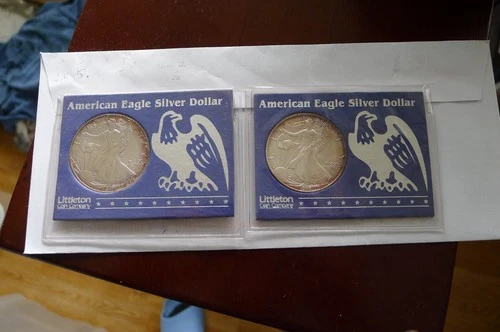 American Eagle Silver Dollar
Littleton
Coin Company
American Eagle Silver Dollar
Littleton
Coin Company